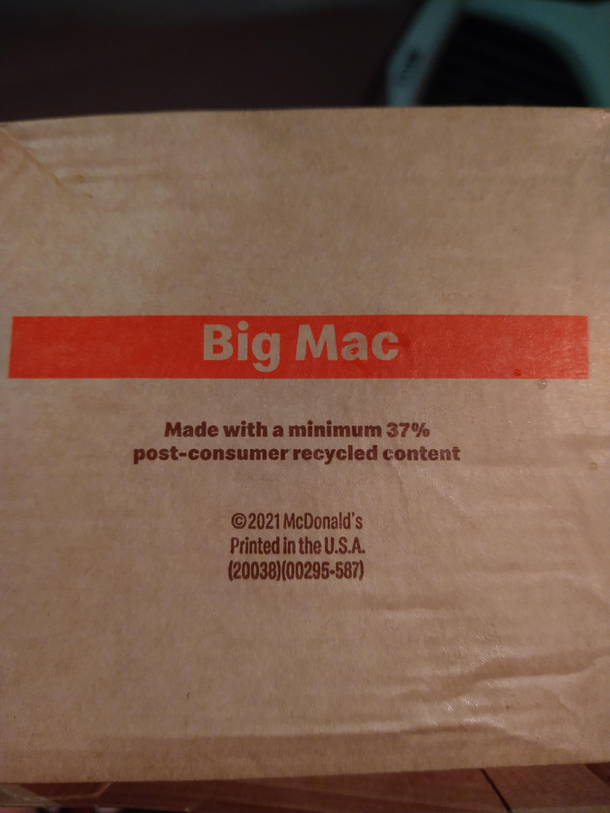 Big Mac
Made with a minimum 37%
post-consumer recycled content
©2021 McDonald's
Printed in the U.S.A.
(20038)(00295-587)